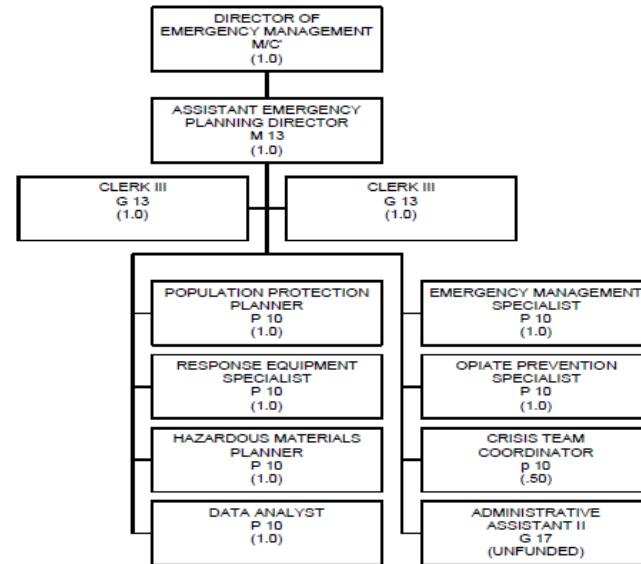 DIRECTOR OF
EMERGENCY MANAGEMENT
M/C'
(1.0)
ASSISTANT EMERGENCY
PLANNING DIRECTOR
M 13
(1.0)
CLERK III
G 13
(1.0)
CLERK III
G 13
(1.0)
POPULATION PROTECTION
PLANNER
P 10
(1.0)
EMERGENCY MANAGEMENT
SPECIALIST
P 10
(1.0)
RESPONSE EQUIPMENT
SPECIALIST
P 10
(1.0)
OPIATE PREVENTION
SPECIALIST
P 10
(1.0)
HAZARDOUS MATERIALS
PLANNER
P 10
(1.0)
CRISIS TEAM
COORDINATOR
p 10
(.50)
DATA ANALYST
P 10
(1.0)
ADMINISTRATIVE
ASSISTANT II
G 17
(UNFUNDED)